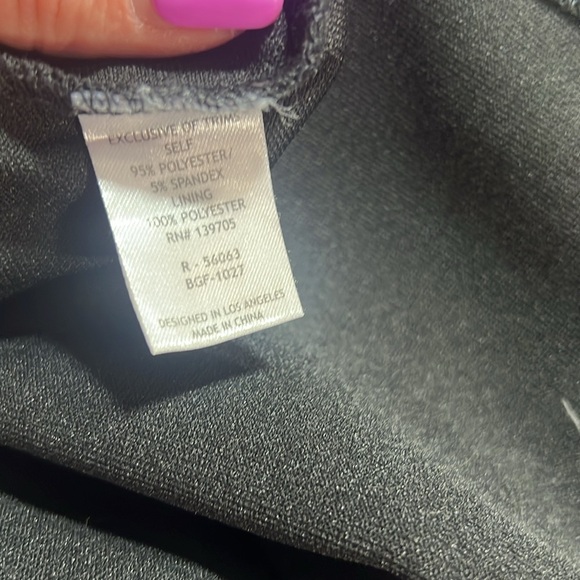 EXCLUSIVE OF TRIMS
SELF
95% POLYESTER/
5% SPANDEX
LINING
100% POLYESTER
RN# 139705
R - 56063
BGF-1027
DESIGNED IN LOS ANGELES
MADE IN CHINA